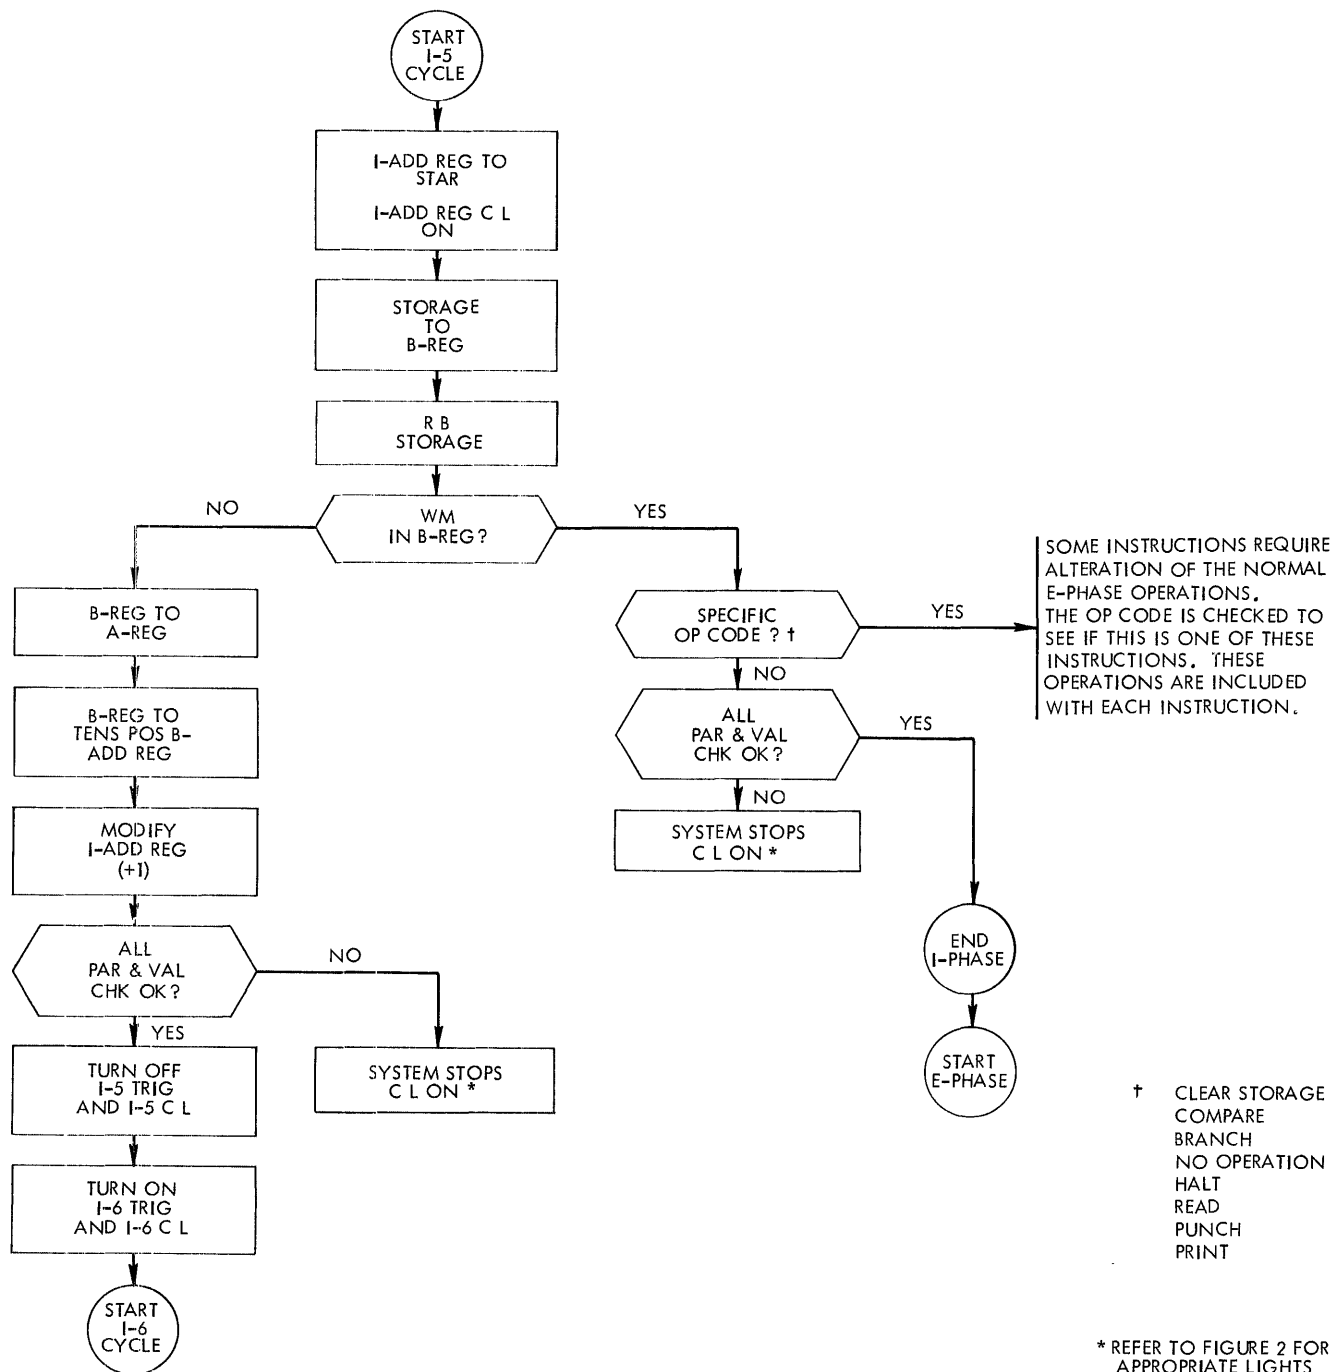 START
I-5
CYCLE
I-ADD REG TO
STAR
I-ADD REG C L
ON
STORAGE
TO
B-REG
R B
STORAGE
WM
IN B-REG?
NO
YES
B-REG TO
A-REG
B-REG TO
TENS POS B-
ADD REG
MODIFY
I-ADD REG
(+1)
ALL
PAR & VAL
CHK OK?
NO
YES
TURN OFF
I-5 TRIG
AND I-5 C L
SYSTEM STOPS
C L ON *
TURN ON
I-6 TRIG
AND I-6 C L
START
I-6
CYCLE
SPECIFIC
OP CODE ? †
YES
NO
SOME INSTRUCTIONS REQUIRE
ALTERATION OF THE NORMAL
E-PHASE OPERATIONS.
THE OP CODE IS CHECKED TO
SEE IF THIS IS ONE OF THESE
INSTRUCTIONS. THESE
OPERATIONS ARE INCLUDED
WITH EACH INSTRUCTION.
ALL
PAR & VAL
CHK OK?
YES
NO
SYSTEM STOPS
C L ON *
END
I-PHASE
START
E-PHASE
† CLEAR STORAGE
COMPARE
BRANCH
NO OPERATION
HALT
READ
PUNCH
PRINT
* REFER TO FIGURE 2 FOR
APPROPRIATE LIGHTS